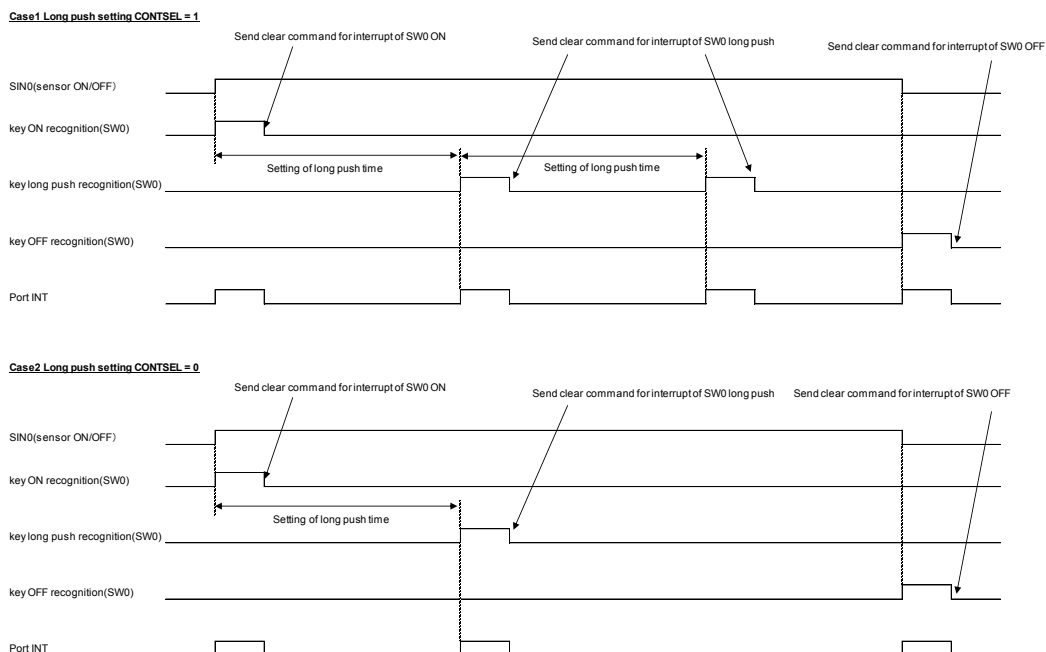 Case1 Long push setting CONTSEL = 1
Send clear command for interrupt of SW0 ON
Send clear command for interrupt of SW0 long push
Send clear command for interrupt of SW0 OFF
SIN0(sensor ON/OFF)
key ON recognition(SW0)
Setting of long push time
Setting of long push time
key long push recognition(SW0)
key OFF recognition(SW0)
Port INT
Case2 Long push setting CONTSEL = 0
Send clear command for interrupt of SW0 ON
Send clear command for interrupt of SW0 long push
Send clear command for interrupt of SW0 OFF
SIN0(sensor ON/OFF)
key ON recognition(SW0)
Setting of long push time
key long push recognition(SW0)
key OFF recognition(SW0)
Port INT